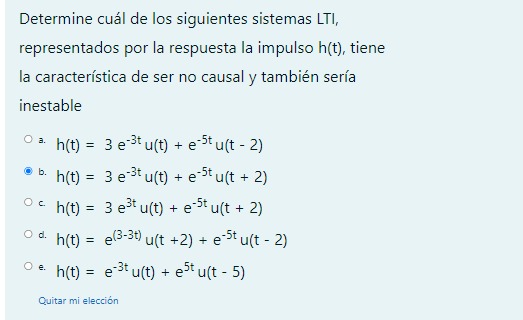 Determine cuál de los siguientes sistemas LTI,
representados por la respuesta la impulso h(t), tiene
la característica de ser no causal y también sería
inestable
a. h(t) = 3 e⁻³ᵗ u(t) + e⁻⁵ᵗ u(t - 2)
b. h(t) = 3 e⁻³ᵗ u(t) + e⁻⁵ᵗ u(t + 2)
c. h(t) = 3 e³ᵗ u(t) + e⁻⁵ᵗ u(t + 2)
d. h(t) = e⁽³⁻³ᵗ⁾ u(t +2) + e⁻⁵ᵗ u(t - 2)
e. h(t) = e⁻³ᵗ u(t) + e⁵ᵗ u(t - 5)
Quitar mi elección